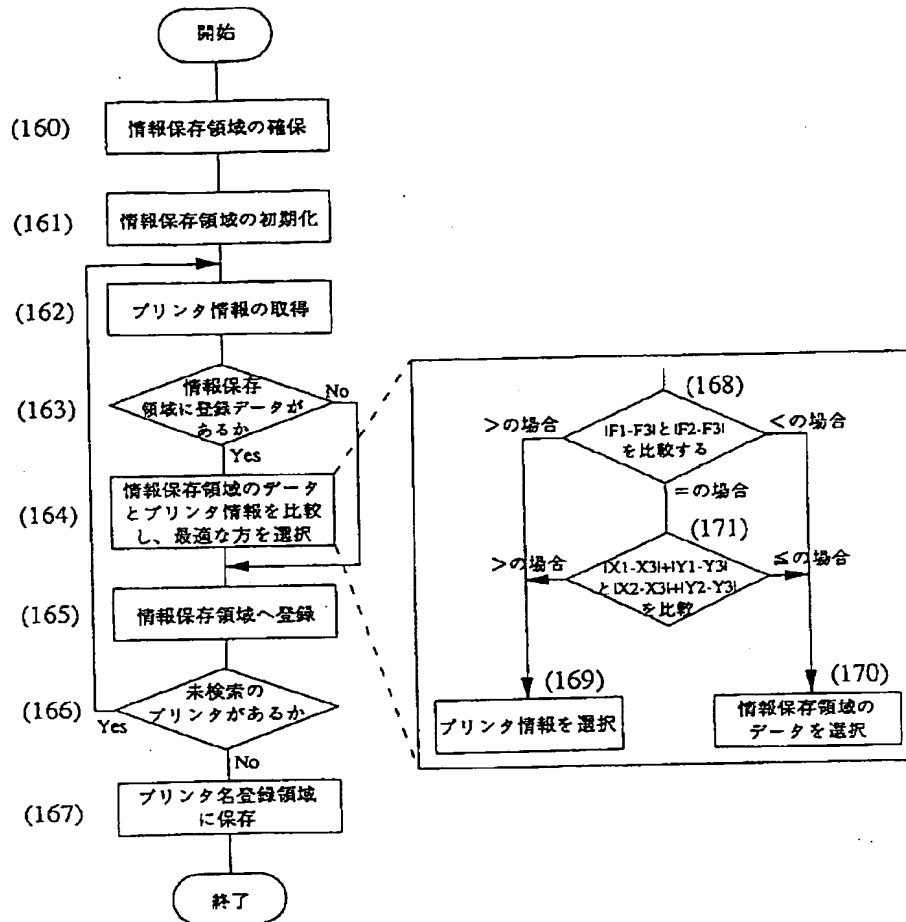 開始
(160)
情報保存領域の確保
(161)
情報保存領域の初期化
(162)
プリンタ情報の取得
(163)
情報保存
領域に登録データが
あるか
No
Yes
(164)
情報保存領域のデータ
とプリンタ情報を比較
し、最適な方を選択
(165)
情報保存領域へ登録
(166)
未検索の
プリンタがあるか
Yes
No
(167)
プリンタ名登録領域
に保存
終了
(168)
>の場合
|F1-F3|と|F2-F3|
を比較する
<の場合
=の場合
(171)
>の場合
|X1-X3|+|Y1-Y3|
と|X2-X3|+|Y2-Y3|
を比較
≦の場合
(169)
プリンタ情報を選択
(170)
情報保存領域の
データを選択